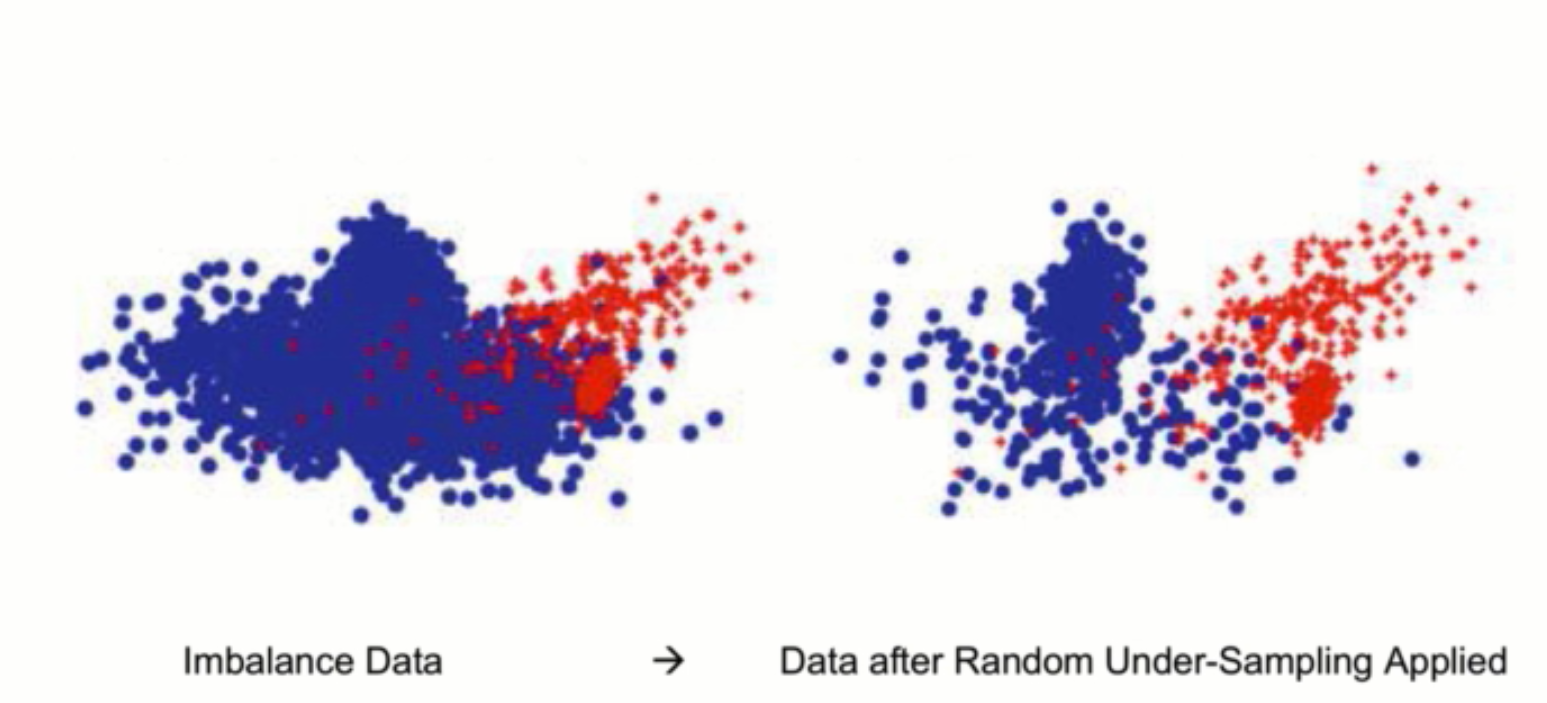 Imbalance Data → Data after Random Under-Sampling Applied